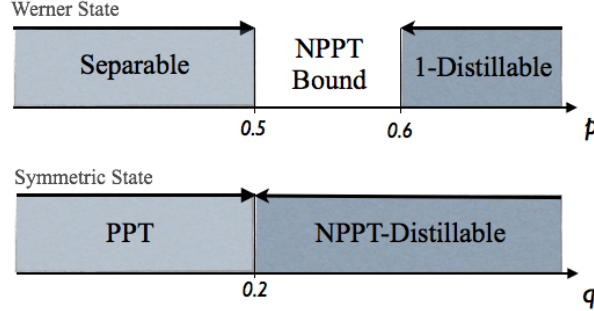 Werner State
Separable
NPPT
Bound
1-Distillable
0.5
0.6
p
Symmetric State
PPT
NPPT-Distillable
0.2
q